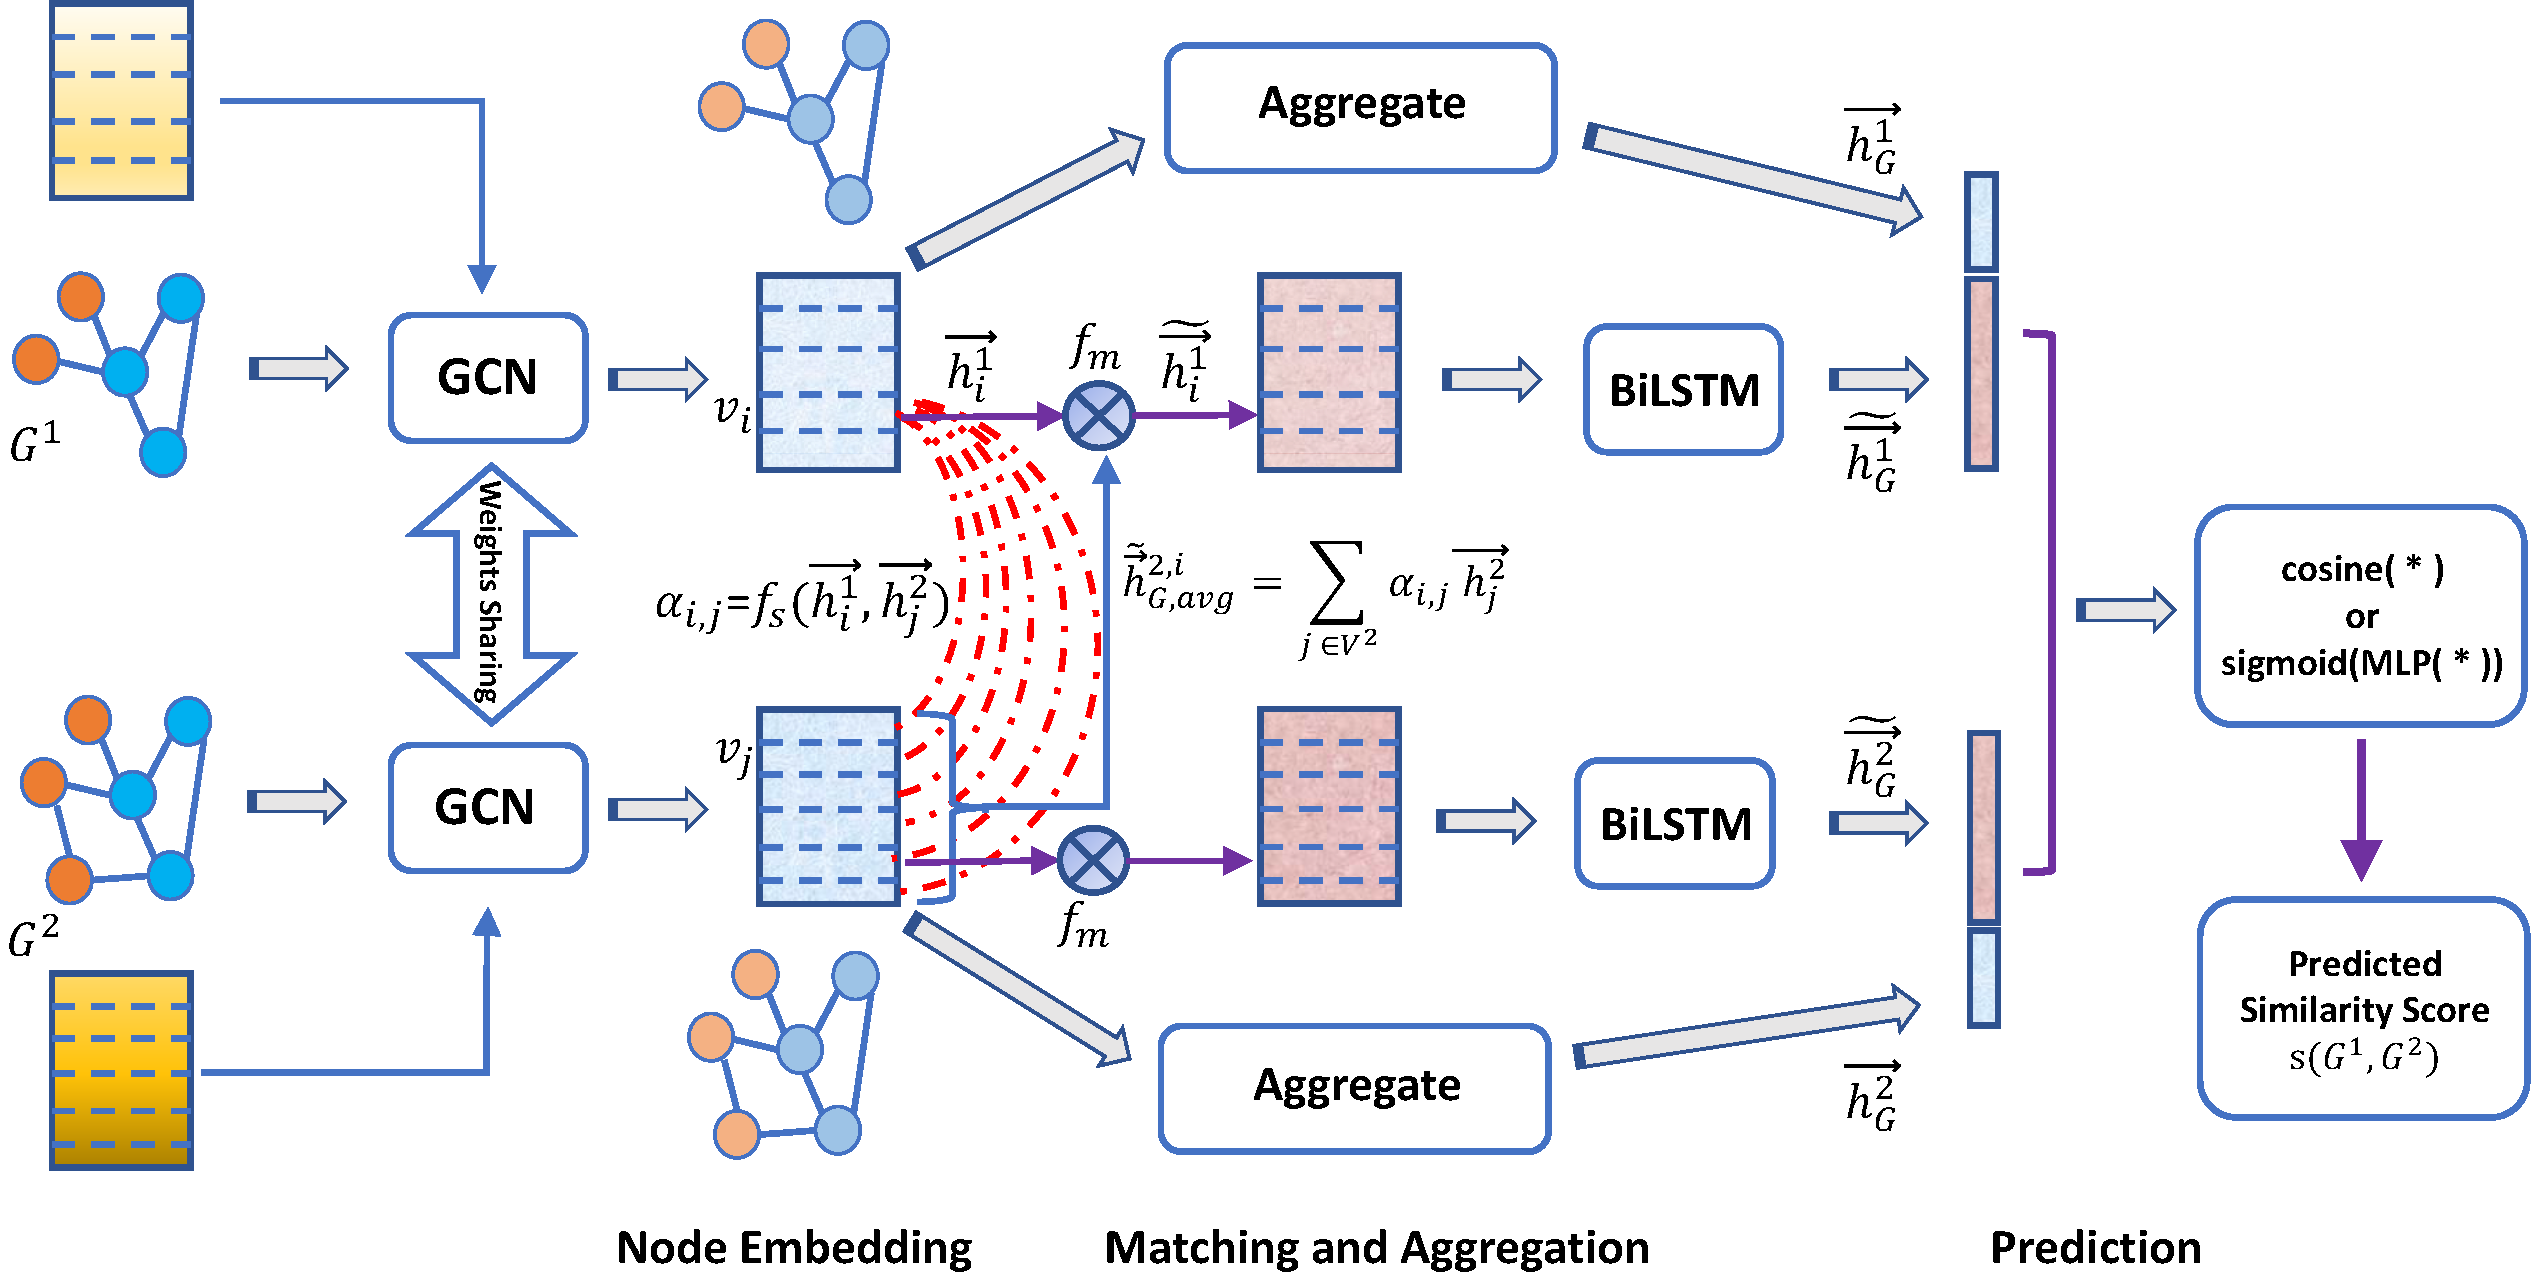 Aggregate
$\overrightarrow{h_G^1}$
$G^1$
GCN
$v_i$
$\overrightarrow{h_i^1}$
$f_m$
$\widetilde{\overrightarrow{h_i^1}}$
BiLSTM
$\widetilde{\overrightarrow{h_G^1}}$
Weights Sharing
$\alpha_{i,j}=f_s(\overrightarrow{h_i^1},\overrightarrow{h_j^2})$
$\tilde{\vec{h}}_{G,avg}^{2,i} = \sum_{j \in V^2} \alpha_{i,j} \overrightarrow{h_j^2}$
cosine( * )
or
sigmoid(MLP( * ))
$G^2$
GCN
$v_j$
$f_m$
BiLSTM
$\widetilde{\overrightarrow{h_G^2}}$
Aggregate
$\overrightarrow{h_G^2}$
Predicted
Similarity Score
$s(G^1, G^2)$
Node Embedding
Matching and Aggregation
Prediction